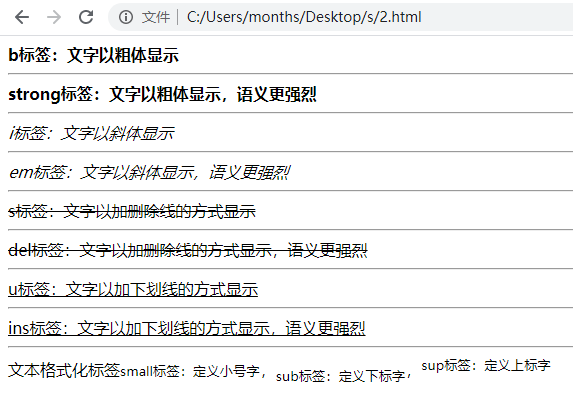 文件 C:/Users/months/Desktop/s/2.html
b标签：文字以粗体显示
strong标签：文字以粗体显示，语义更强烈
i标签：文字以斜体显示
em标签：文字以斜体显示，语义更强烈
s标签：文字以加删除线的方式显示
del标签：文字以加删除线的方式显示，语义更强烈
u标签：文字以加下划线的方式显示
ins标签：文字以加下划线的方式显示，语义更强烈
文本格式化标签small标签：定义小号字，sub标签：定义下标字，sup标签：定义上标字